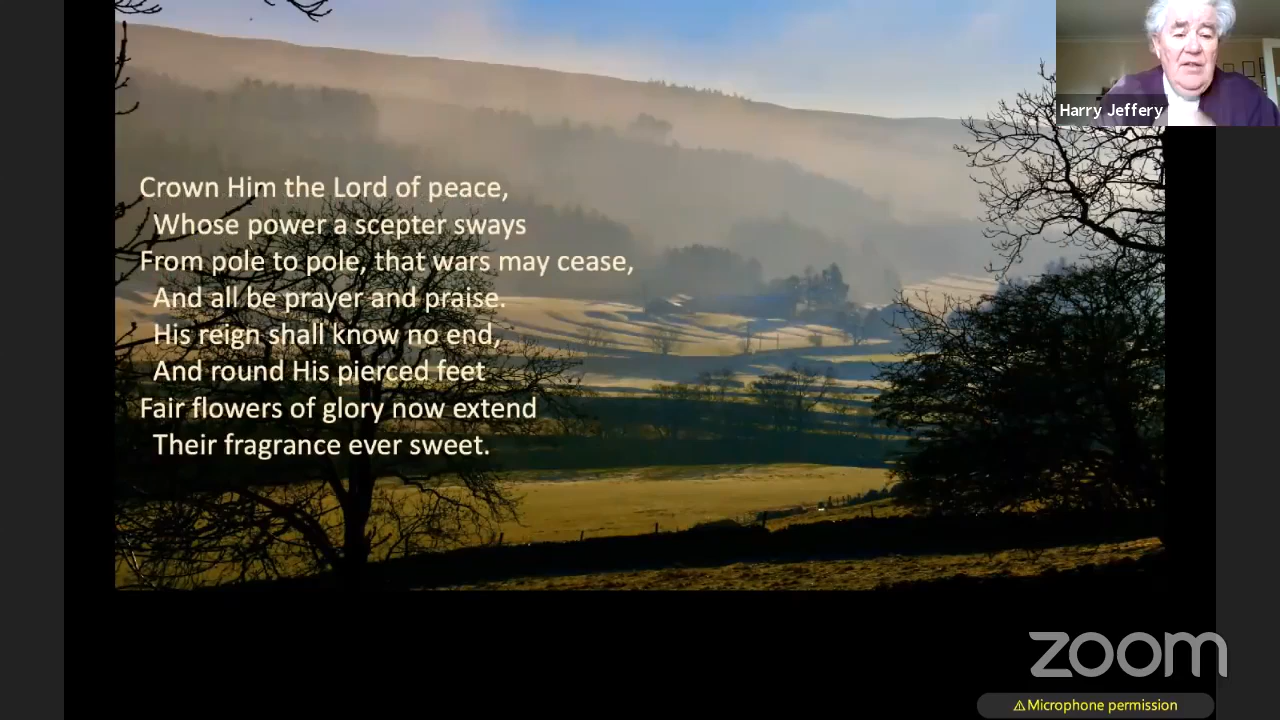 Harry Jeffery
Crown Him the Lord of peace,
Whose power a scepter sways
From pole to pole, that wars may cease,
And all be prayer and praise.
His reign shall know no end,
And round His pierced feet
Fair flowers of glory now extend
Their fragrance ever sweet.
zoom
⚠Microphone permission